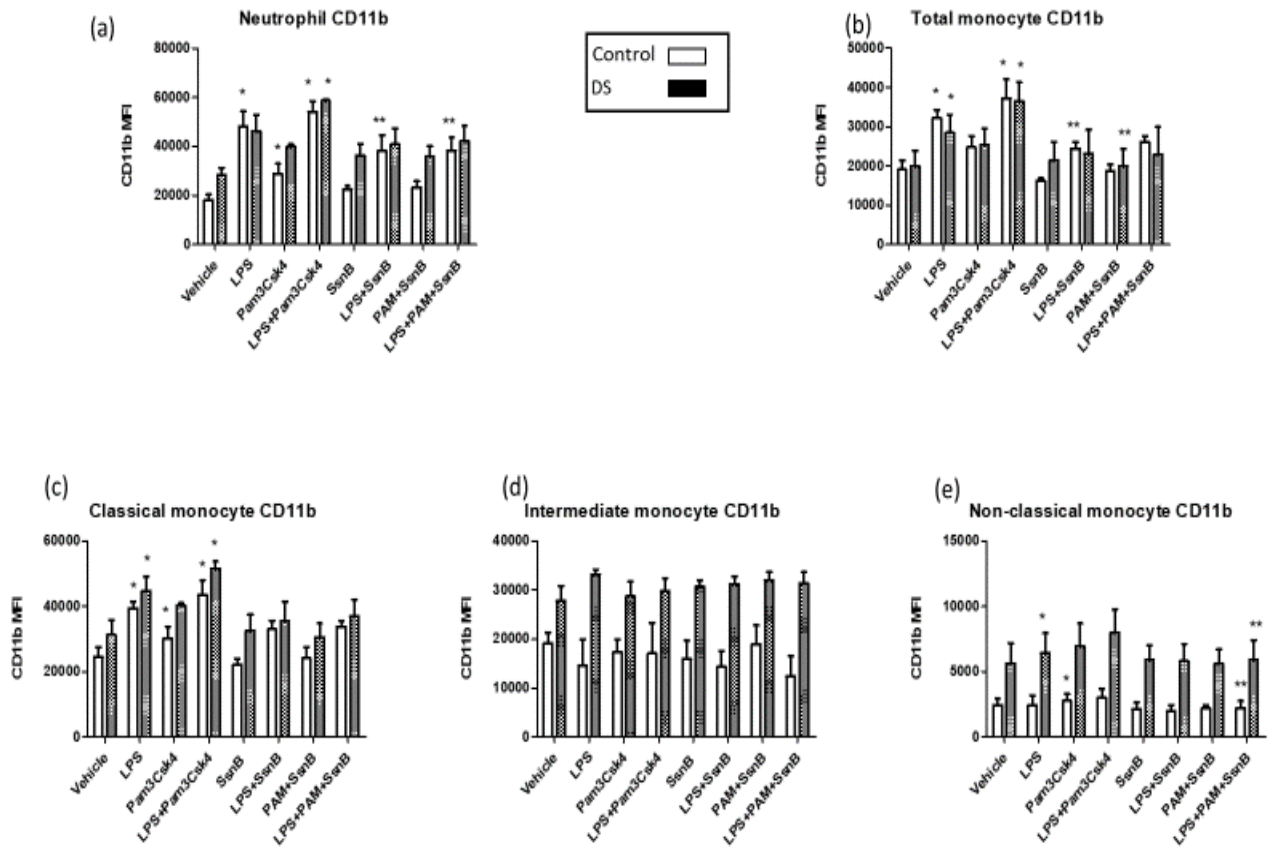 (a)
Neutrophil CD11b
80000
60000
40000
20000
0
CD11b MFI
* * * * ** **
Vehicle
LPS
Pam3Csk4
LPS+Pam3Csk4
SsnB
LPS+SsnB
PAM+SsnB
LPS+PAM+SsnB
Control
DS
(b)
Total monocyte CD11b
50000
40000
30000
20000
10000
0
CD11b MFI
* * * * ** **
Vehicle
LPS
Pam3Csk4
LPS+Pam3Csk4
SsnB
LPS+SsnB
PAM+SsnB
LPS+PAM+SsnB
(c)
Classical monocyte CD11b
60000
40000
20000
0
CD11b MFI
* * * * *
Vehicle
LPS
Pam3Csk4
LPS+Pam3Csk4
SsnB
LPS+SsnB
PAM+SsnB
LPS+PAM+SsnB
(d)
Intermediate monocyte CD11b
40000
30000
20000
10000
0
CD11b MFI
Vehicle
LPS
Pam3Csk4
LPS+Pam3Csk4
SsnB
LPS+SsnB
PAM+SsnB
LPS+PAM+SsnB
(e)
Non-classical monocyte CD11b
15000
10000
5000
0
CD11b MFI
* * ** **
Vehicle
LPS
Pam3Csk4
LPS+Pam3Csk4
SsnB
LPS+SsnB
PAM+SsnB
LPS+PAM+SsnB